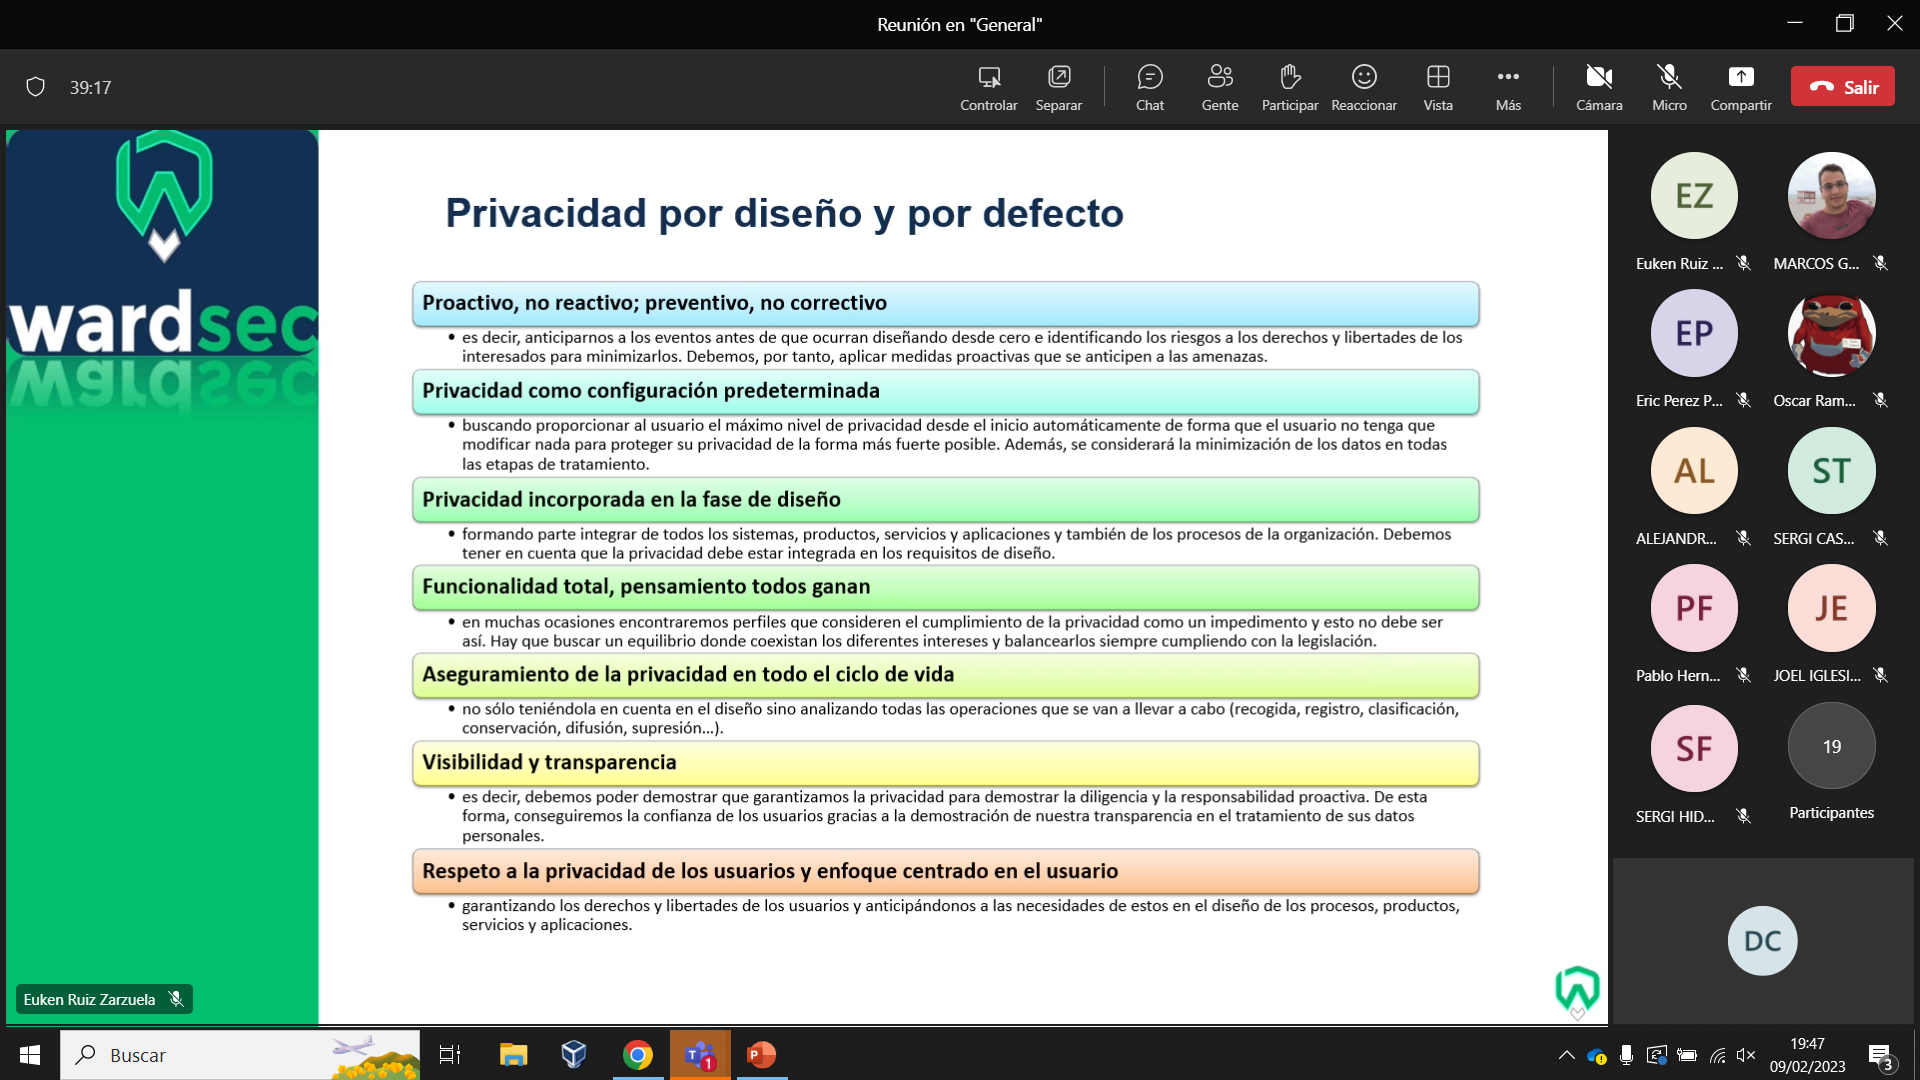 Reunión en "General"
39:17
Controlar
Separar
Chat
Gente
Participar
Reaccionar
Vista
Más
Cámara
Micro
Compartir
Salir
wardsec
Privacidad por diseño y por defecto
Proactivo, no reactivo; preventivo, no correctivo
• es decir, anticiparnos a los eventos antes de que ocurran diseñando desde cero e identificando los riesgos a los derechos y libertades de los
interesados para minimizarlos. Debemos, por tanto, aplicar medidas proactivas que se anticipen a las amenazas.
Privacidad como configuración predeterminada
• buscando proporcionar al usuario el máximo nivel de privacidad desde el inicio automáticamente de forma que el usuario no tenga que
modificar nada para proteger su privacidad de la forma más fuerte posible. Además, se considerará la minimización de los datos en todas
las etapas de tratamiento.
Privacidad incorporada en la fase de diseño
• formando parte integrar de todos los sistemas, productos, servicios y aplicaciones y también de los procesos de la organización. Debemos
tener en cuenta que la privacidad debe estar integrada en los requisitos de diseño.
Funcionalidad total, pensamiento todos ganan
• en muchas ocasiones encontraremos perfiles que consideren el cumplimiento de la privacidad como un impedimento y esto no debe ser
así. Hay que buscar un equilibrio donde coexistan los diferentes intereses y balancearlos siempre cumpliendo con la legislación.
Aseguramiento de la privacidad en todo el ciclo de vida
• no sólo teniéndola en cuenta en el diseño sino analizando todas las operaciones que se van a llevar a cabo (recogida, registro, clasificación,
conservación, difusión, supresión...).
Visibilidad y transparencia
• es decir, debemos poder demostrar que garantizamos la privacidad para demostrar la diligencia y la responsabilidad proactiva. De esta
forma, conseguiremos la confianza de los usuarios gracias a la demostración de nuestra transparencia en el tratamiento de sus datos
personales.
Respeto a la privacidad de los usuarios y enfoque centrado en el usuario
• garantizando los derechos y libertades de los usuarios y anticipándonos a las necesidades de estos en el diseño de los procesos, productos,
servicios y aplicaciones.
Euken Ruiz Zarzuela
EZ
Euken Ruiz ...
MARCOS G...
EP
Eric Perez P...
Oscar Ram...
AL
ALEJANDR...
ST
SERGI CAS...
PF
Pablo Hern...
JE
JOEL IGLESI...
SF
SERGI HID...
19
Participantes
DC
Buscar
1
19:47
09/02/2023
3